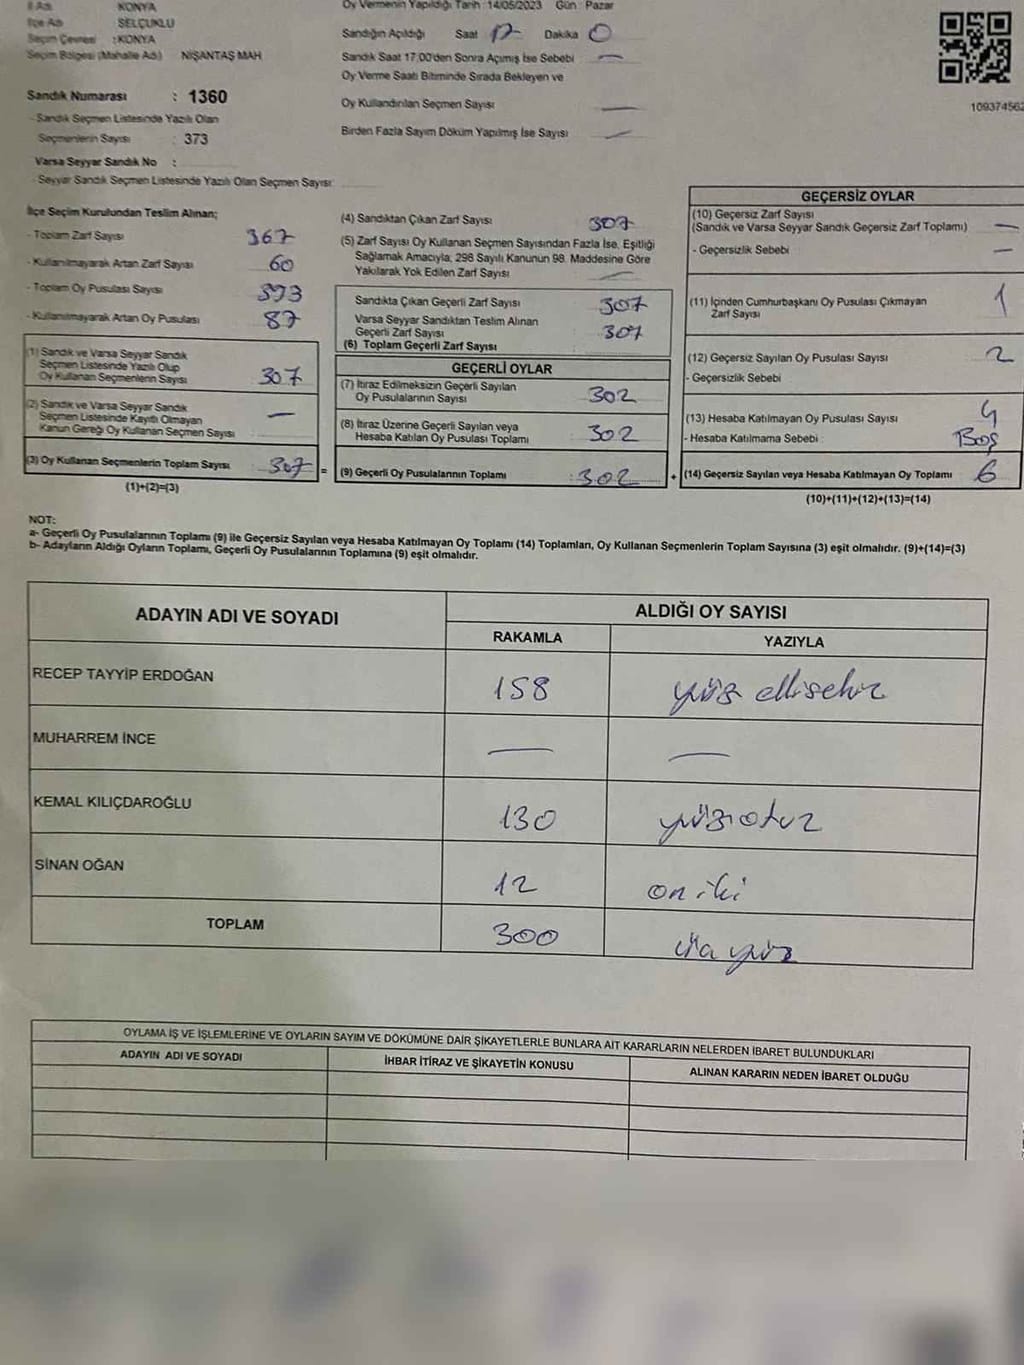 İl Adı KONYA
İlçe Adı SELÇUKLU
Seçim Çevresi : KONYA
Seçim Bölgesi (Mahalle Adı) NİŞANTAŞ MAH
Sandık Numarası : 1360
- Sandık Seçmen Listesinde Yazılı Olan
Seçmenlerin Sayısı : 373
Varsa Seyyar Sandık No :
- Seyyar Sandık Seçmen Listesinde Yazılı Olan Seçmen Sayısı
Oy Vermenin Yapıldığı Tarih : 14/05/2023 Gün : Pazar
Sandığın Açıldığı Saat 17 Dakika 0
Sandık Saat 17:00'den Sonra Açmış İse Sebebi : —
Oy Verme Saati Bitiminde Sırada Bekleyen ve
Oy Kullandırılan Seçmen Sayısı —
Birden Fazla Sayım Döküm Yapılmış İse Sayısı —
109374562
İlçe Seçim Kurulundan Teslim Alınan;
- Toplam Zarf Sayısı 367
- Kullanılmayarak Artan Zarf Sayısı 60
- Toplam Oy Pusulası Sayısı 393
- Kullanılmayarak Artan Oy Pusulası 87
(1) Sandık ve Varsa Seyyar Sandık
Seçmen Listesinde Yazılı Olup
Oy Kullanan Seçmenlerin Sayısı 307
(2) Sandık ve Varsa Seyyar Sandık
Seçmen Listesinde Kayıtlı Olmayan
Kanun Gereği Oy Kullanan Seçmen Sayısı —
(3) Oy Kullanan Seçmenlerin Toplam Sayısı : 307 =
(1)+(2)=(3)
(4) Sandıktan Çıkan Zarf Sayısı 307
(5) Zarf Sayısı Oy Kullanan Seçmen Sayısından Fazla İse, Eşitliği
Sağlamak Amacıyla, 298 Sayılı Kanunun 98. Maddesine Göre
Yakılarak Yok Edilen Zarf Sayısı —
Sandıkta Çıkan Geçerli Zarf Sayısı 307
Varsa Seyyar Sandıktan Teslim Alınan
Geçerli Zarf Sayısı 307
(6) Toplam Geçerli Zarf Sayısı
GEÇERLİ OYLAR
(7) İtiraz Edilmeksizin Geçerli Sayılan
Oy Pusulalarının Sayısı 302
(8) İtiraz Üzerine Geçerli Sayılan veya
Hesaba Katılan Oy Pusulası Toplamı 302
(9) Geçerli Oy Pusulalarının Toplamı : 302 +
GEÇERSİZ OYLAR
(10) Geçersiz Zarf Sayısı
(Sandık ve Varsa Seyyar Sandık Geçersiz Zarf Toplamı) —
- Geçersizlik Sebebi —
(11) İçinden Cumhurbaşkanı Oy Pusulası Çıkmayan
Zarf Sayısı 1
(12) Geçersiz Sayılan Oy Pusulası Sayısı 2
- Geçersizlik Sebebi
(13) Hesaba Katılmayan Oy Pusulası Sayısı 4
- Hesaba Katılmama Sebebi : Boş
(14) Geçersiz Sayılan veya Hesaba Katılmayan Oy Toplamı 6
(10)+(11)+(12)+(13)=(14)
NOT:
a- Geçerli Oy Pusulalarının Toplamı (9) ile Geçersiz Sayılan veya Hesaba Katılmayan Oy Toplamı (14) Toplamları, Oy Kullanan Seçmenlerin Toplam Sayısına (3) eşit olmalıdır. (9)+(14)=(3)
b- Adayların Aldığı Oyların Toplamı, Geçerli Oy Pusulalarının Toplamına (9) eşit olmalıdır.
ADAYIN ADI VE SOYADI
ALDIĞI OY SAYISI
RAKAMLA YAZIYLA
RECEP TAYYİP ERDOĞAN 158 yüz ellisekiz
MUHARREM İNCE — —
KEMAL KILIÇDAROĞLU 130 yüzotuz
SİNAN OĞAN 12 on iki
TOPLAM 300 üç yüz
OYLAMA İŞ VE İŞLEMLERİNE VE OYLARIN SAYIM VE DÖKÜMÜNE DAİR ŞİKAYETLERLE BUNLARA AİT KARARLARIN NELERDEN İBARET BULUNDUKLARI
ADAYIN ADI VE SOYADI İHBAR İTİRAZ VE ŞİKAYETİN KONUSU ALINAN KARARIN NEDEN İBARET OLDUĞU